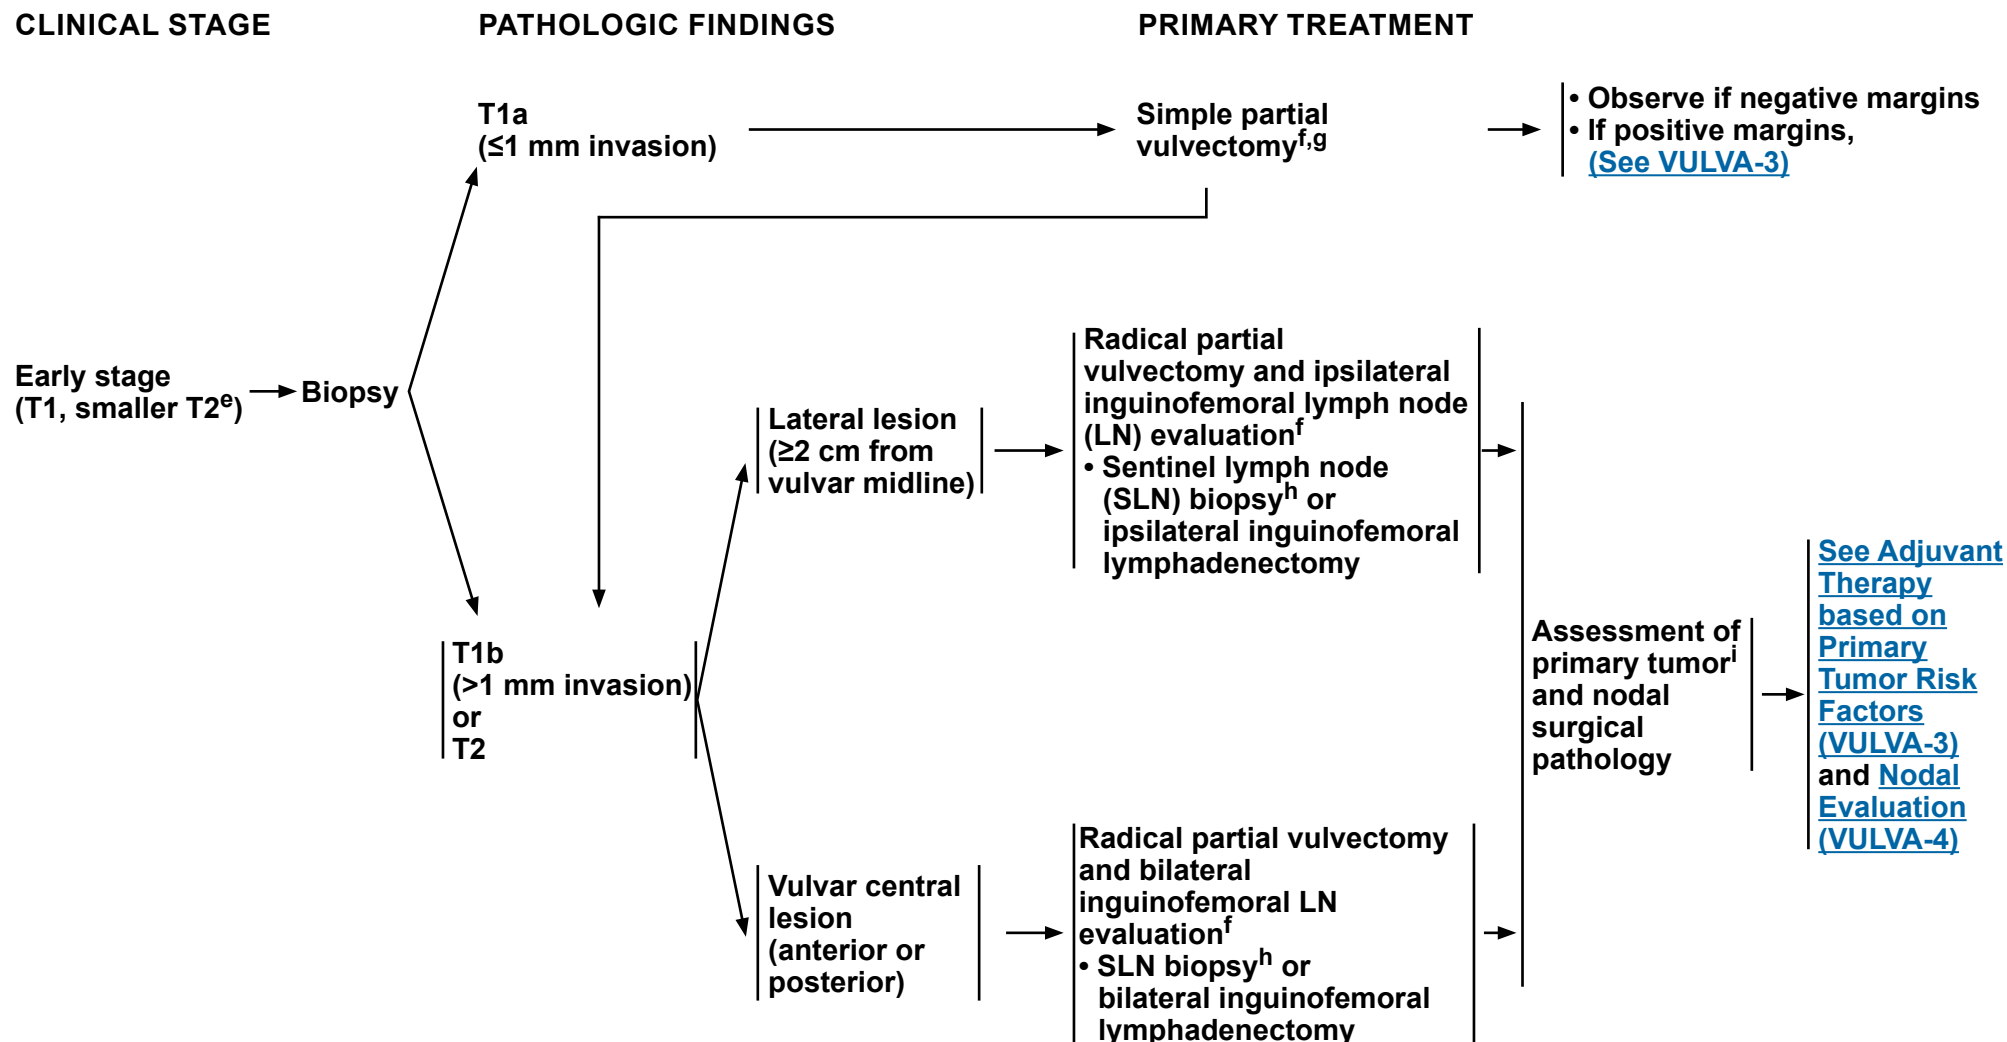 CLINICAL STAGE
PATHOLOGIC FINDINGS
PRIMARY TREATMENT
T1a
(≤1 mm invasion)
Simple partial
vulvectomyf,g
• Observe if negative margins
• If positive margins,
(See VULVA-3)
Early stage
(T1, smaller T2e)
Biopsy
T1b
(>1 mm invasion)
or
T2
Lateral lesion
(≥2 cm from
vulvar midline)
Radical partial
vulvectomy and ipsilateral
inguinofemoral lymph node
(LN) evaluationf
• Sentinel lymph node
(SLN) biopsyh or
ipsilateral inguinofemoral
lymphadenectomy
Vulvar central
lesion
(anterior or
posterior)
Radical partial vulvectomy
and bilateral
inguinofemoral LN
evaluationf
• SLN biopsyh or
bilateral inguinofemoral
lymphadenectomy
Assessment of
primary tumori
and nodal
surgical
pathology
See Adjuvant
Therapy
based on
Primary
Tumor Risk
Factors
(VULVA-3)
and Nodal
Evaluation
(VULVA-4)